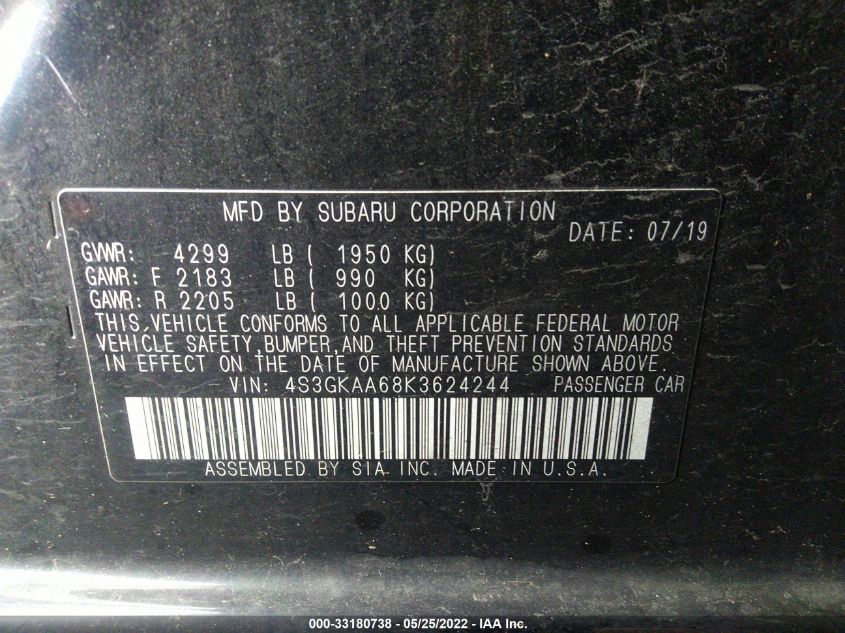 MFD BY SUBARU CORPORATION
DATE: 07/19
GVWR: 4299 LB ( 1950 KG)
GAWR: F 2183 LB ( 990 KG)
GAWR: R 2205 LB ( 1000 KG)
THIS VEHICLE CONFORMS TO ALL APPLICABLE FEDERAL MOTOR
VEHICLE SAFETY, BUMPER, AND THEFT PREVENTION STANDARDS
IN EFFECT ON THE DATE OF MANUFACTURE SHOWN ABOVE.
VIN: 4S3GKAA68K3624244 PASSENGER CAR
ASSEMBLED BY SIA INC. MADE IN U.S.A.
000-33180738 - 05/25/2022 - IAA Inc.